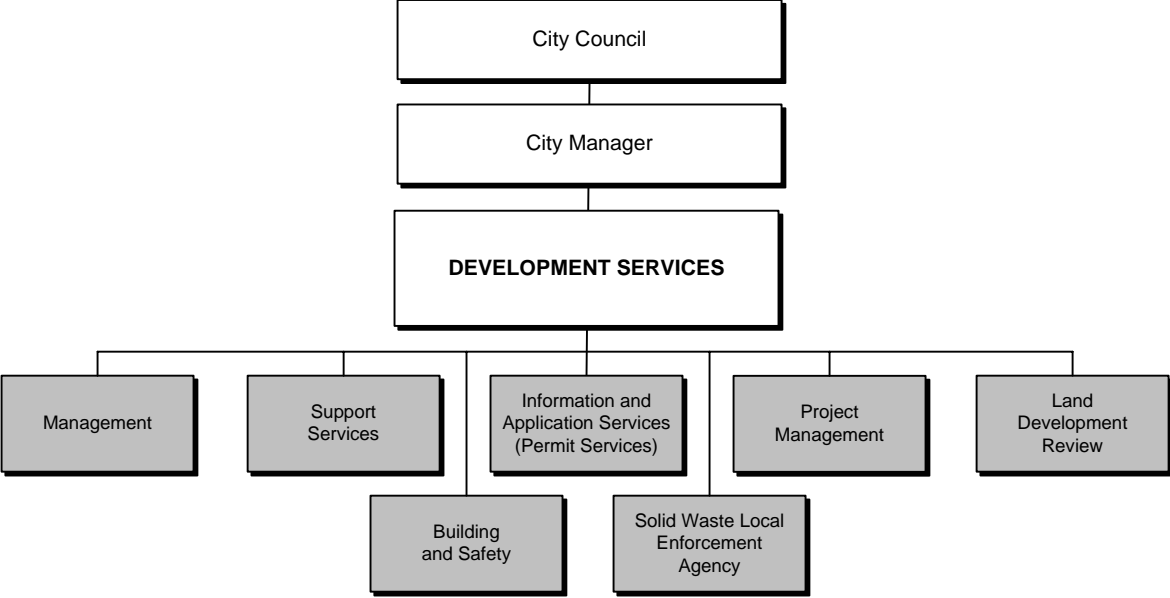 City Council
City Manager
DEVELOPMENT SERVICES
Management
Support
Services
Information and
Application Services
(Permit Services)
Project
Management
Land
Development
Review
Building
and Safety
Solid Waste Local
Enforcement
Agency